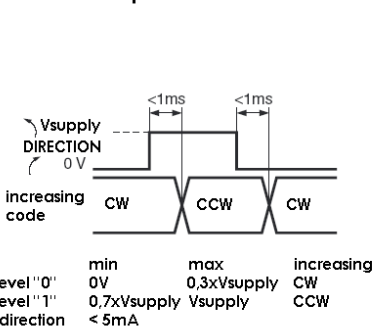 <1ms <1ms
Vsupply
DIRECTION
0 V
increasing code
CW CCW CW
min max increasing
evel "0" 0V 0,3xVsupply CW
evel "1" 0,7xVsupply Vsupply CCW
direction < 5mA